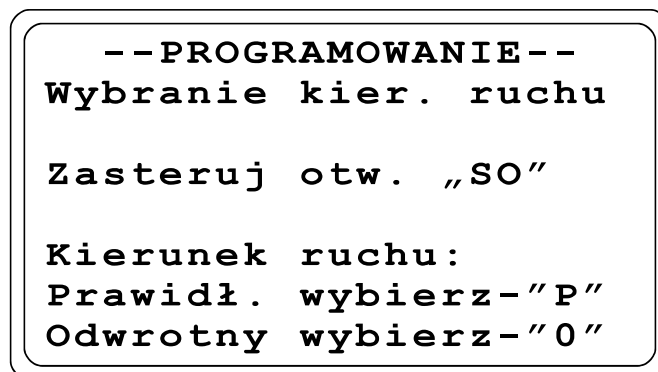 --PROGRAMOWANIE--
Wybranie kier. ruchu
Zasteruj otw. „SO”
Kierunek ruchu:
Prawidł. wybierz-”P”
Odwrotny wybierz-”0”